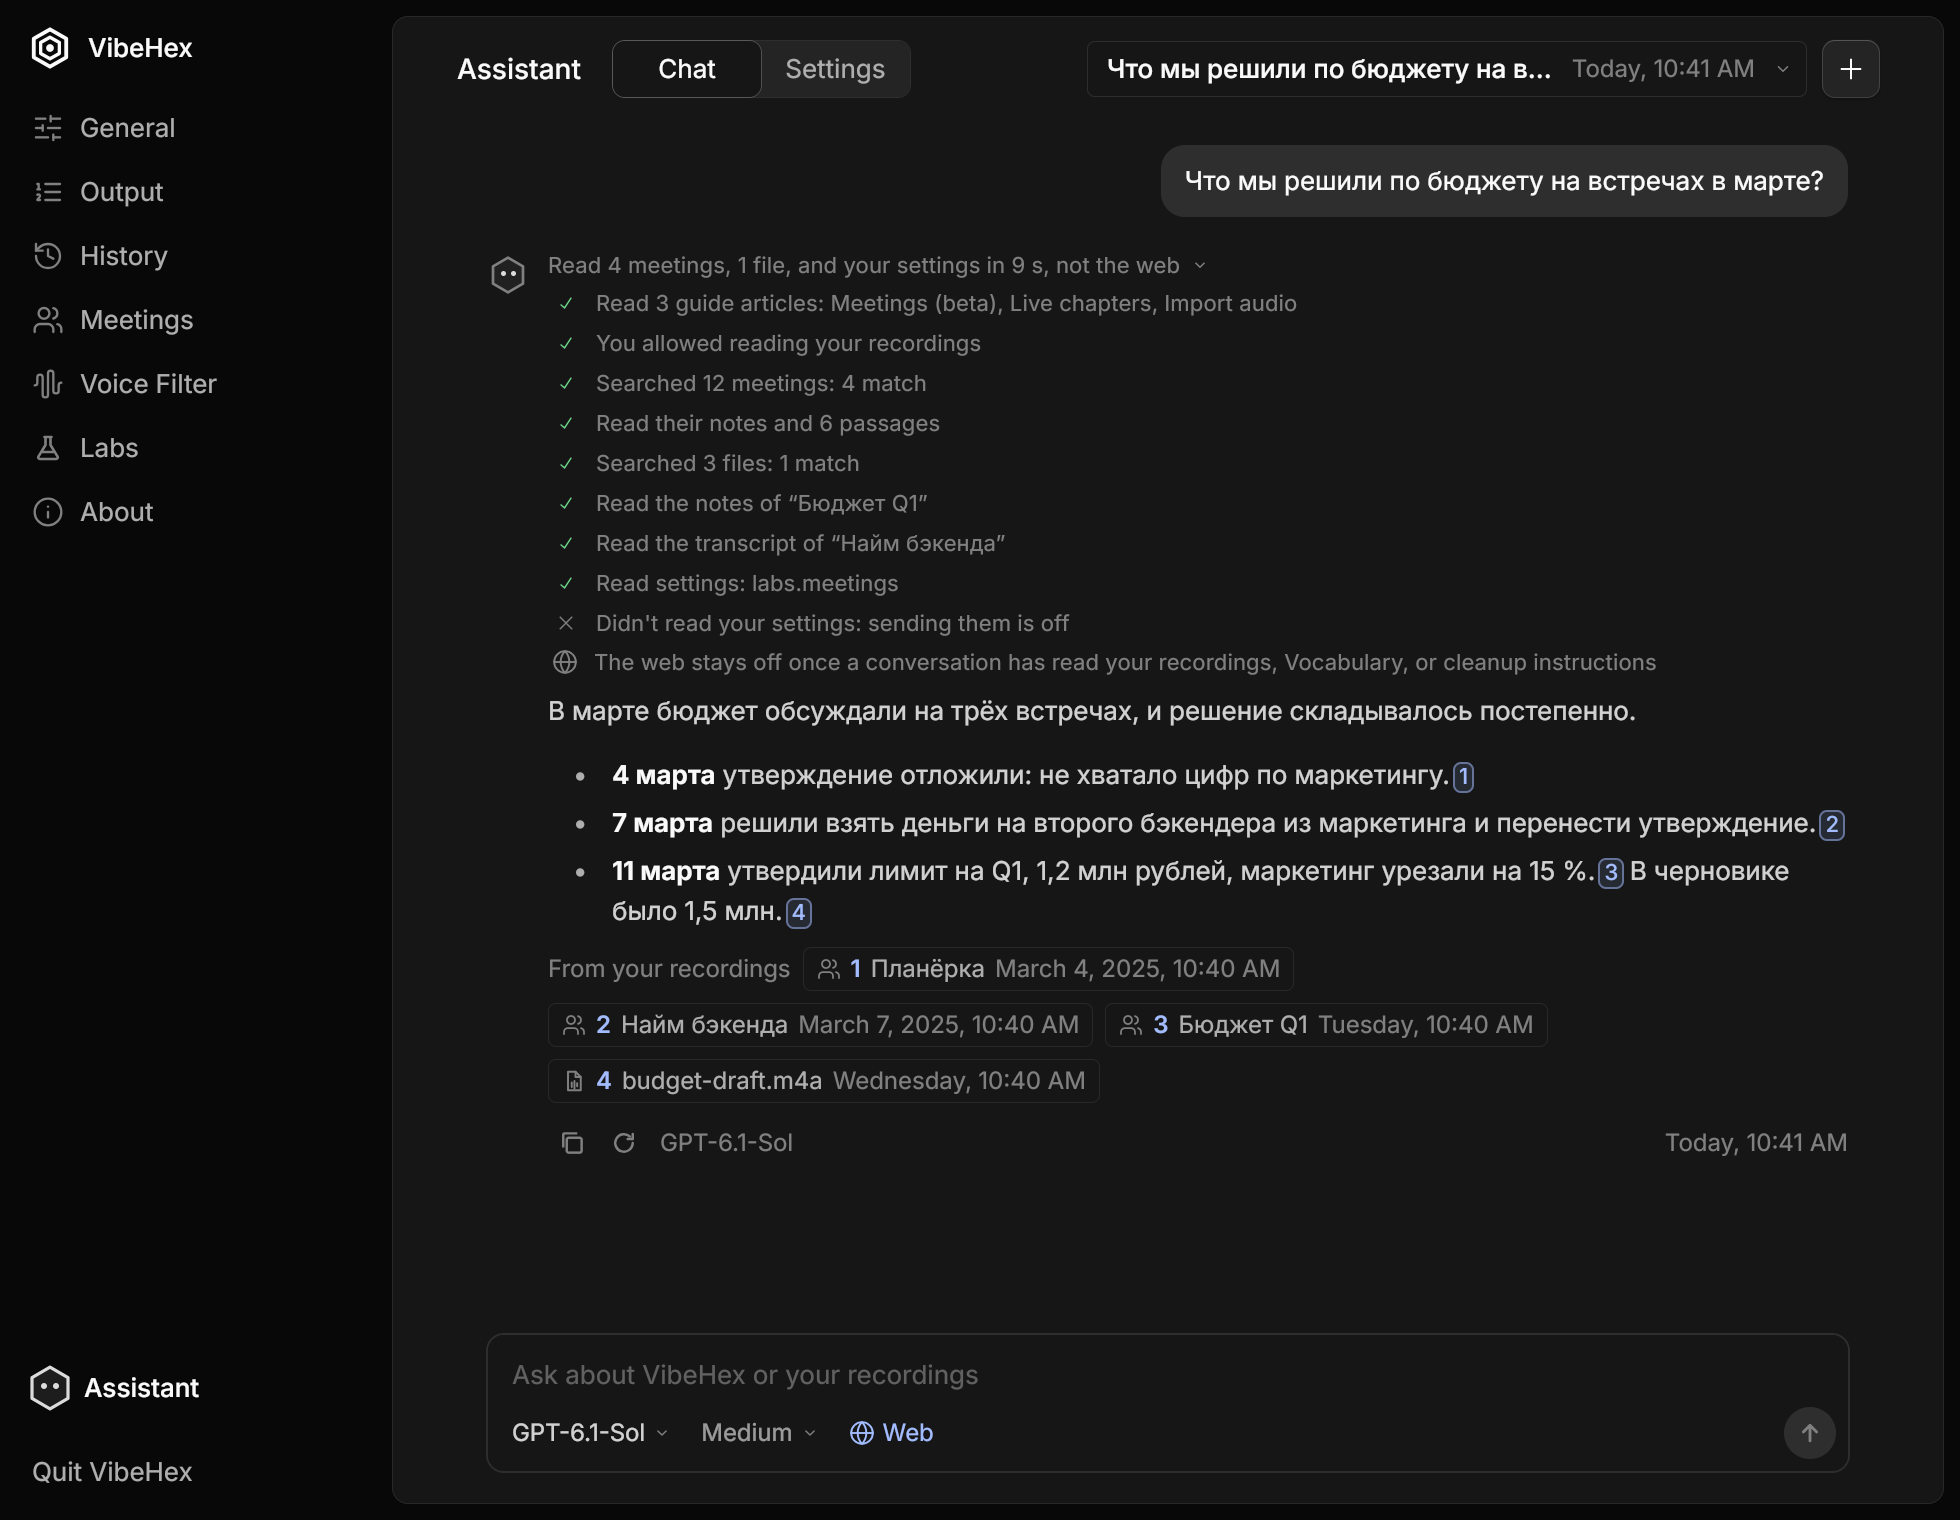 VibeHex
General
Output
History
Meetings
Voice Filter
Labs
About
Assistant
Quit VibeHex
Assistant
Chat
Settings
Что мы решили по бюджету на в... Today, 10:41 AM
Что мы решили по бюджету на встречах в марте?
Read 4 meetings, 1 file, and your settings in 9 s, not the web
Read 3 guide articles: Meetings (beta), Live chapters, Import audio
You allowed reading your recordings
Searched 12 meetings: 4 match
Read their notes and 6 passages
Searched 3 files: 1 match
Read the notes of “Бюджет Q1”
Read the transcript of “Найм бэкенда”
Read settings: labs.meetings
Didn't read your settings: sending them is off
The web stays off once a conversation has read your recordings, Vocabulary, or cleanup instructions
В марте бюджет обсуждали на трёх встречах, и решение складывалось постепенно.
• 4 марта утверждение отложили: не хватало цифр по маркетингу. 1
• 7 марта решили взять деньги на второго бэкендера из маркетинга и перенести утверждение. 2
• 11 марта утвердили лимит на Q1, 1,2 млн рублей, маркетинг урезали на 15 %. 3 В черновике
было 1,5 млн. 4
From your recordings 1 Планёрка March 4, 2025, 10:40 AM
2 Найм бэкенда March 7, 2025, 10:40 AM 3 Бюджет Q1 Tuesday, 10:40 AM
4 budget-draft.m4a Wednesday, 10:40 AM
GPT-6.1-Sol Today, 10:41 AM
Ask about VibeHex or your recordings
GPT-6.1-Sol Medium Web